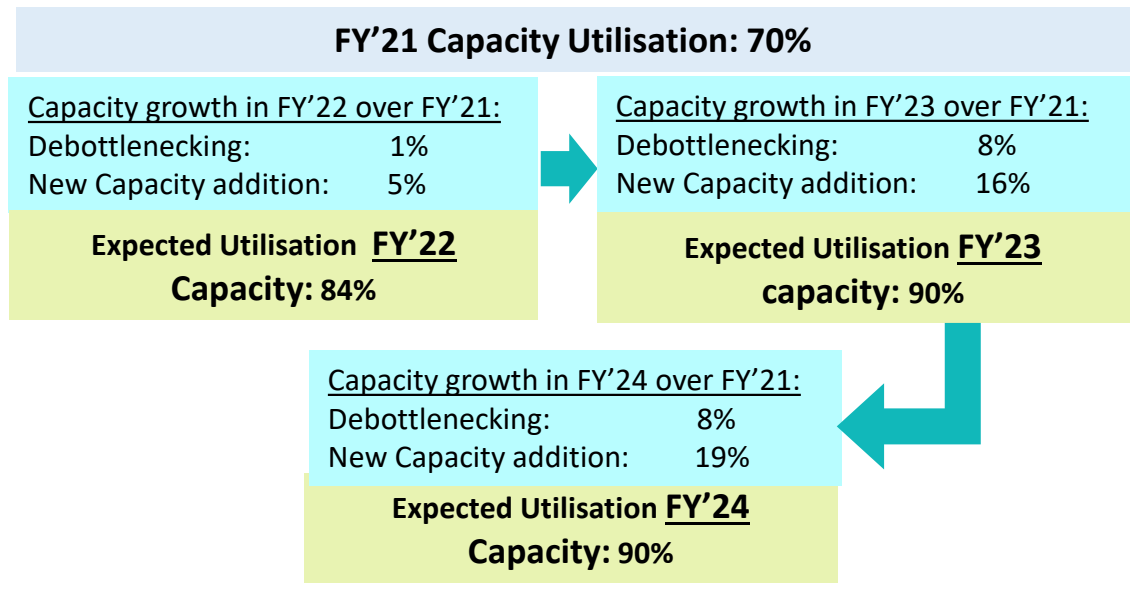 FY’21 Capacity Utilisation: 70%
Capacity growth in FY’22 over FY’21:
Debottlenecking: 1%
New Capacity addition: 5%
Expected Utilisation FY’22
Capacity: 84%
Capacity growth in FY’23 over FY’21:
Debottlenecking: 8%
New Capacity addition: 16%
Expected Utilisation FY’23
capacity: 90%
Capacity growth in FY’24 over FY’21:
Debottlenecking: 8%
New Capacity addition: 19%
Expected Utilisation FY’24
Capacity: 90%